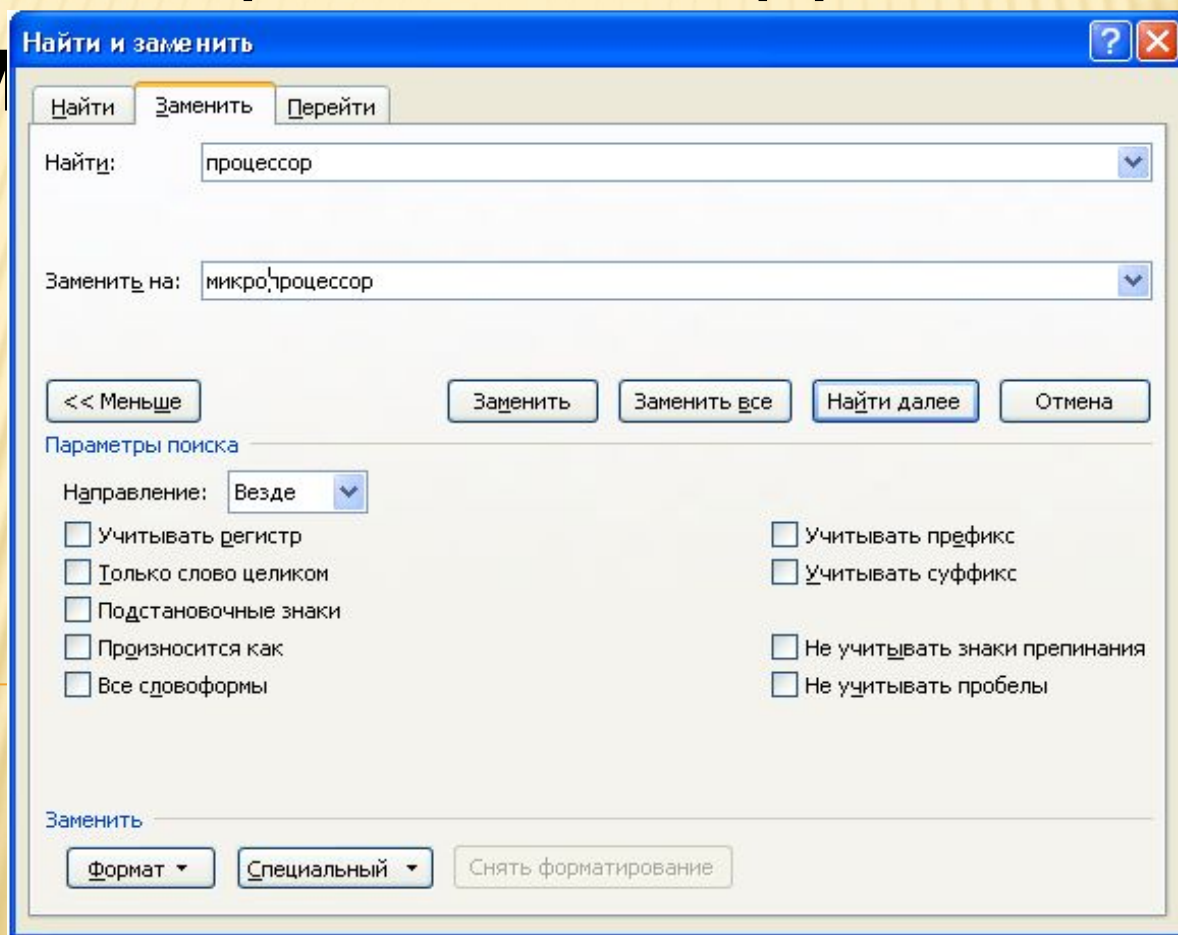 Найти и заменить
Найти Заменить Перейти
Найти: процессор
Заменить на: микропроцессор
<< Меньше Заменить Заменить все Найти далее Отмена
Параметры поиска
Направление: Везде
Учитывать регистр Учитывать префикс
Только слово целиком Учитывать суффикс
Подстановочные знаки
Произносится как Не учитывать знаки препинания
Все словоформы Не учитывать пробелы
Заменить
Формат Специальный Снять форматирование